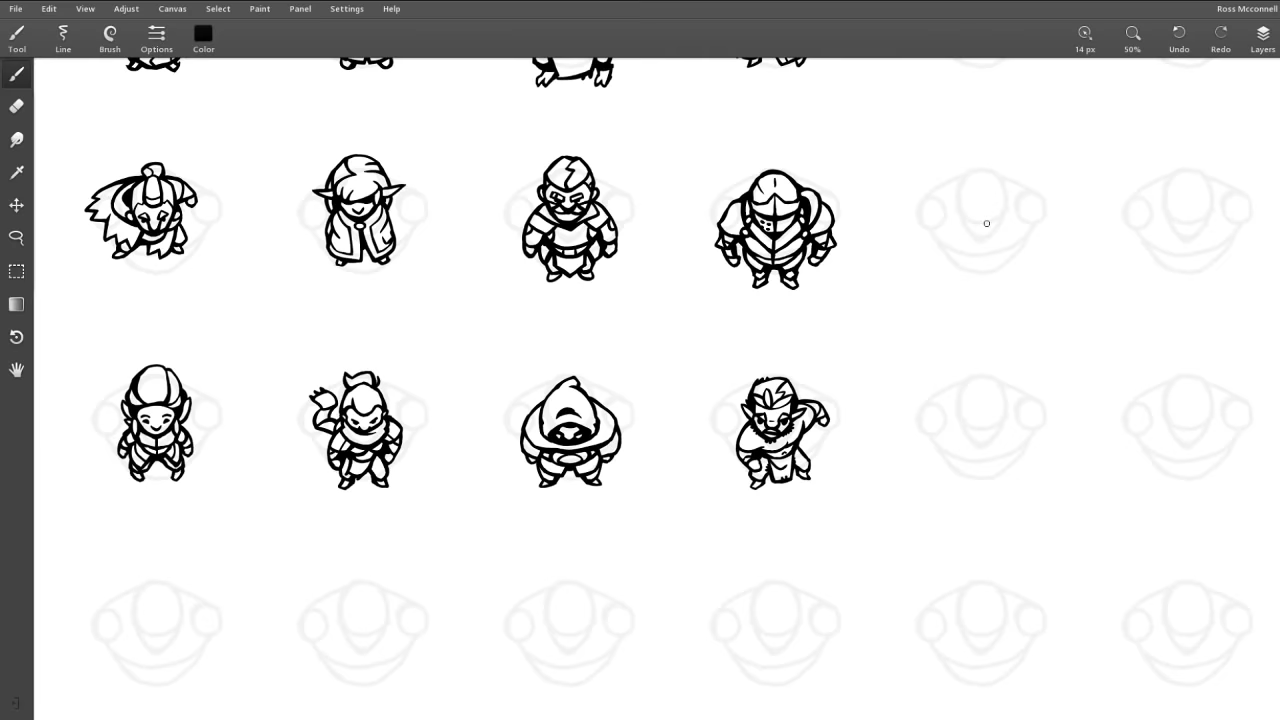 File Edit View Adjust Canvas Select Paint Panel Settings Help Ross Mcconnell
Tool Line Brush Options Color 14 px 50% Undo Redo Layers